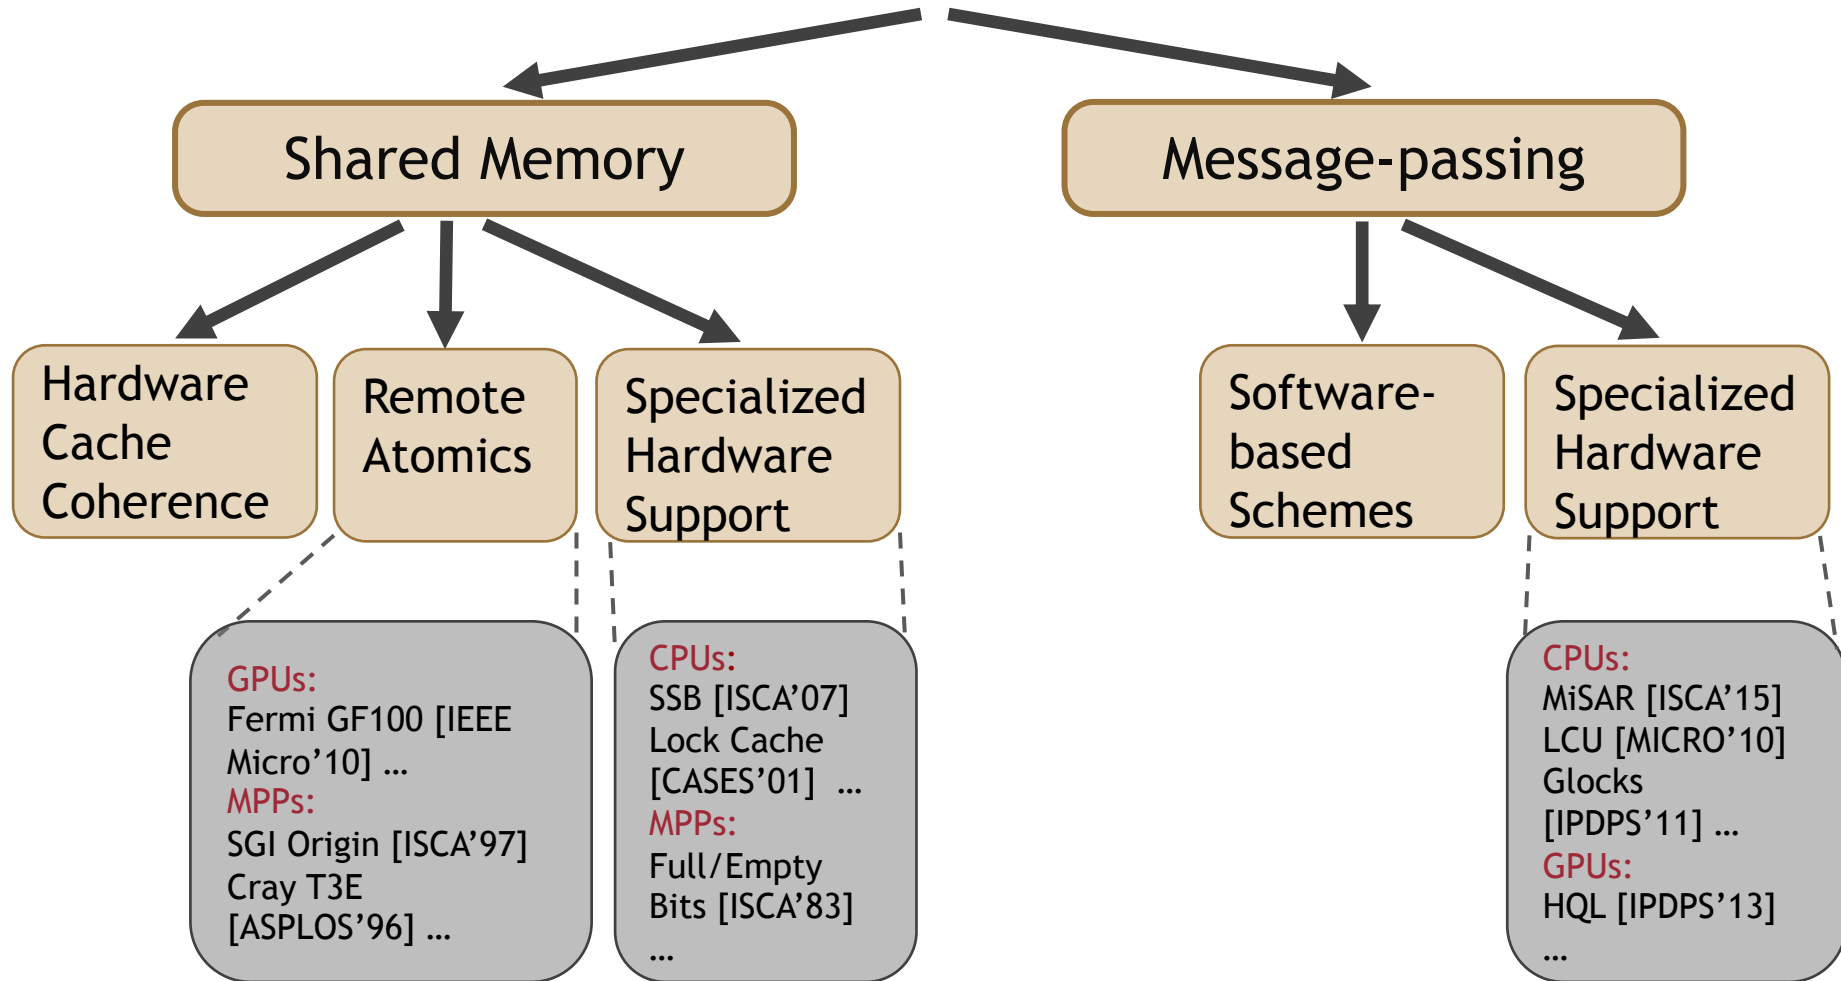 Shared Memory
Message-passing
Hardware
Cache
Coherence
Remote
Atomics
Specialized
Hardware
Support
Software-
based
Schemes
Specialized
Hardware
Support
GPUs:
Fermi GF100 [IEEE
Micro’10] …
MPPs:
SGI Origin [ISCA’97]
Cray T3E
[ASPLOS’96] …
CPUs:
SSB [ISCA’07]
Lock Cache
[CASES’01] …
MPPs:
Full/Empty
Bits [ISCA’83]
…
CPUs:
MiSAR [ISCA’15]
LCU [MICRO’10]
Glocks
[IPDPS’11] …
GPUs:
HQL [IPDPS’13]
…